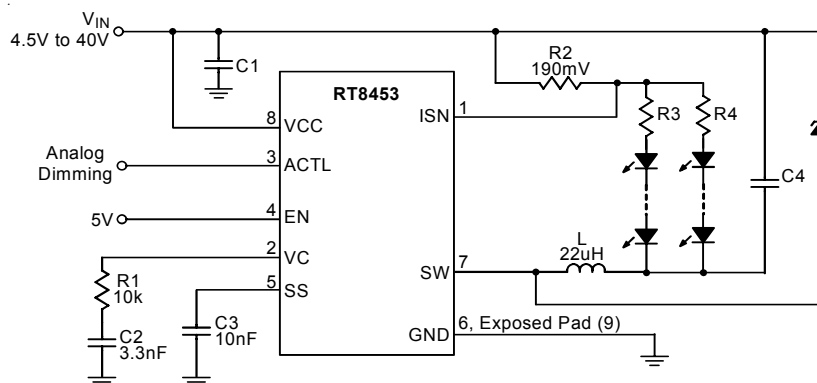 VIN
4.5V to 40V
C1
R2
190mV
RT8453
ISN
1
R3
R4
8
VCC
Analog
Dimming
3
ACTL
C4
5V
4
EN
L
22uH
2
VC
SW
7
R1
10k
5
SS
C3
10nF
GND
6, Exposed Pad (9)
C2
3.3nF